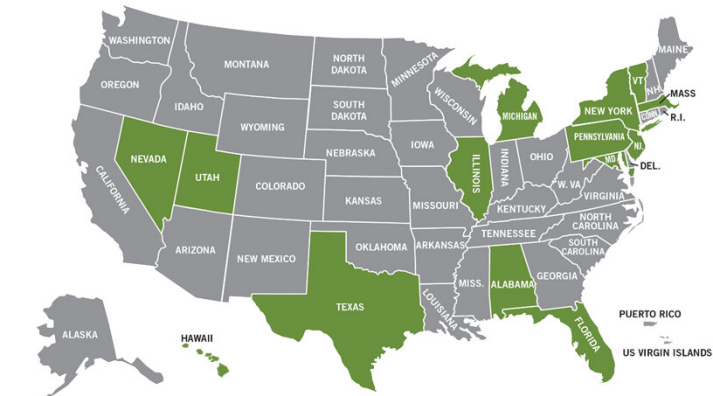 WASHINGTON
OREGON
CALIFORNIA
NEVADA
IDAHO
MONTANA
WYOMING
UTAH
ARIZONA
COLORADO
NEW MEXICO
NORTH
DAKOTA
SOUTH
DAKOTA
NEBRASKA
KANSAS
OKLAHOMA
TEXAS
MINNESOTA
IOWA
MISSOURI
ARKANSAS
LOUISIANA
WISCONSIN
ILLINOIS
MICHIGAN
INDIANA
OHIO
KENTUCKY
TENNESSEE
MISS.
ALABAMA
GEORGIA
FLORIDA
SOUTH
CAROLINA
NORTH
CAROLINA
VIRGINIA
W. VA
MD
DEL.
PENNSYLVANIA
NJ.
NEW YORK
CONN
R.I.
MASS
VT
NH
MAINE
ALASKA
HAWAII
PUERTO RICO
US VIRGIN ISLANDS